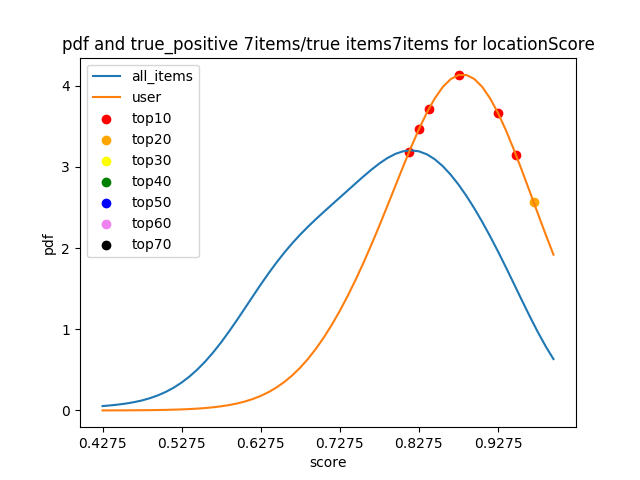 pdf and true_positive 7items/true items7items for locationScore
all_items
user
top10
top20
top30
top40
top50
top60
top70
pdf
4
3
2
1
0
0.4275 0.5275 0.6275 0.7275 0.8275 0.9275
score